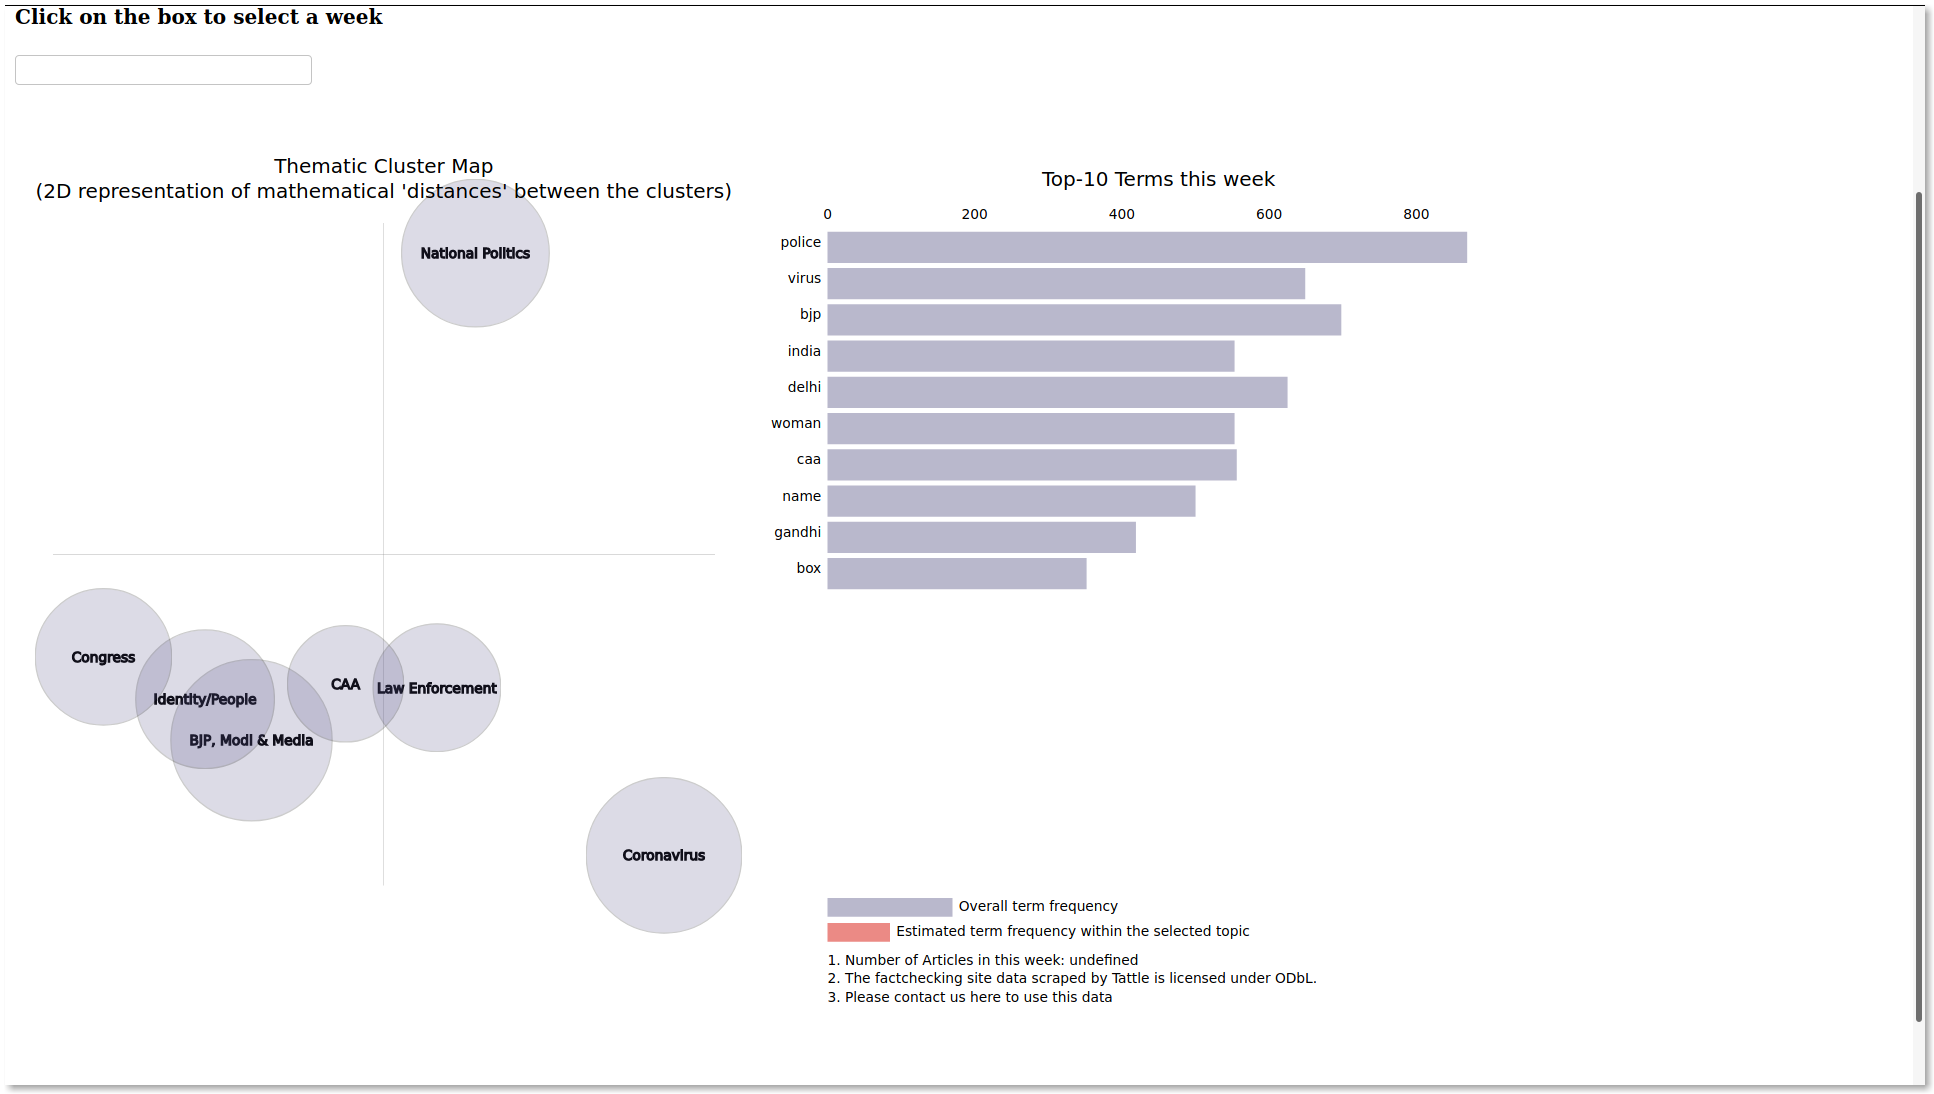 Click on the box to select a week
Thematic Cluster Map
(2D representation of mathematical 'distances' between the clusters)
National Politics
Congress
Identity/People
BJP, Modi & Media
CAA
Law Enforcement
Coronavirus
Top-10 Terms this week
0 200 400 600 800
police
virus
bjp
india
delhi
woman
caa
name
gandhi
box
Overall term frequency
Estimated term frequency within the selected topic
1. Number of Articles in this week: undefined
2. The factchecking site data scraped by Tattle is licensed under ODbL.
3. Please contact us here to use this data